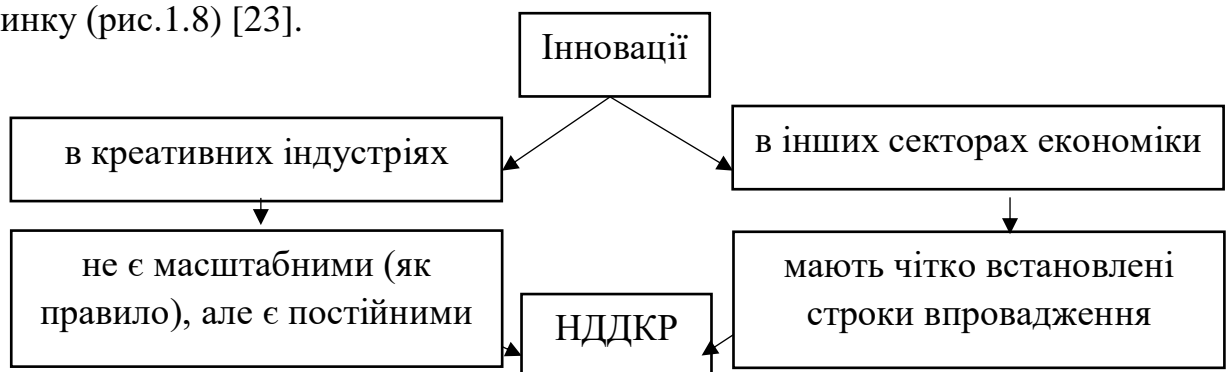 инку (рис.1.8) [23].
Інновації
в креативних індустріях
в інших секторах економіки
не є масштабними (як
правило), але є постійними
мають чітко встановлені
строки впровадження
НДДКР